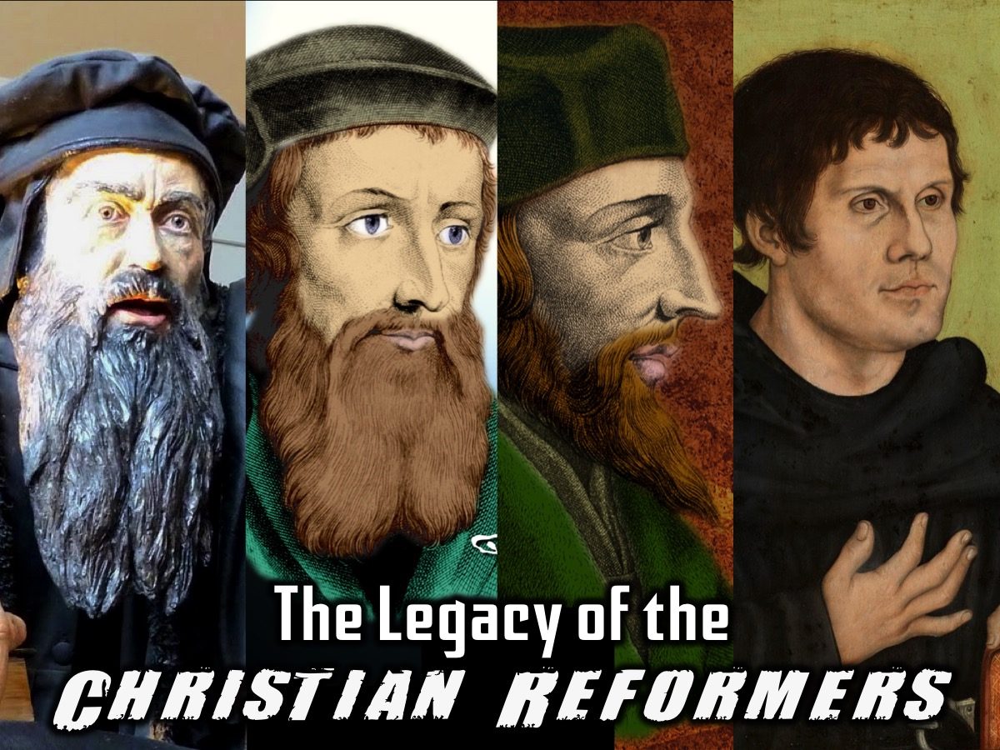 The Legacy of the
Christian Reformers